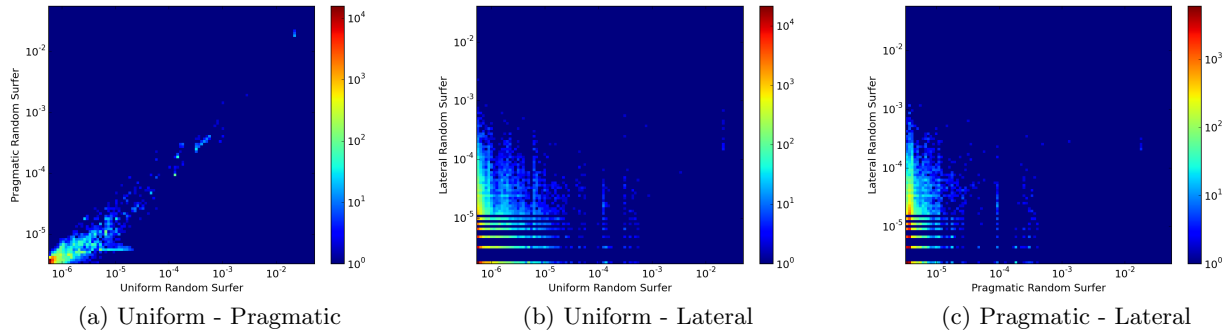 10^-2
10^-3
10^-4
10^-5
Pragmatic Random Surfer
10^-6 10^-5 10^-4 10^-3 10^-2
Uniform Random Surfer
10^4
10^3
10^2
10^1
10^0
(a) Uniform - Pragmatic
10^-2
10^-3
10^-4
10^-5
Lateral Random Surfer
10^-6 10^-5 10^-4 10^-3 10^-2
Uniform Random Surfer
10^4
10^3
10^2
10^1
10^0
(b) Uniform - Lateral
10^-2
10^-3
10^-4
10^-5
Lateral Random Surfer
10^-5 10^-4 10^-3 10^-2
Pragmatic Random Surfer
10^3
10^2
10^1
10^0
(c) Pragmatic - Lateral